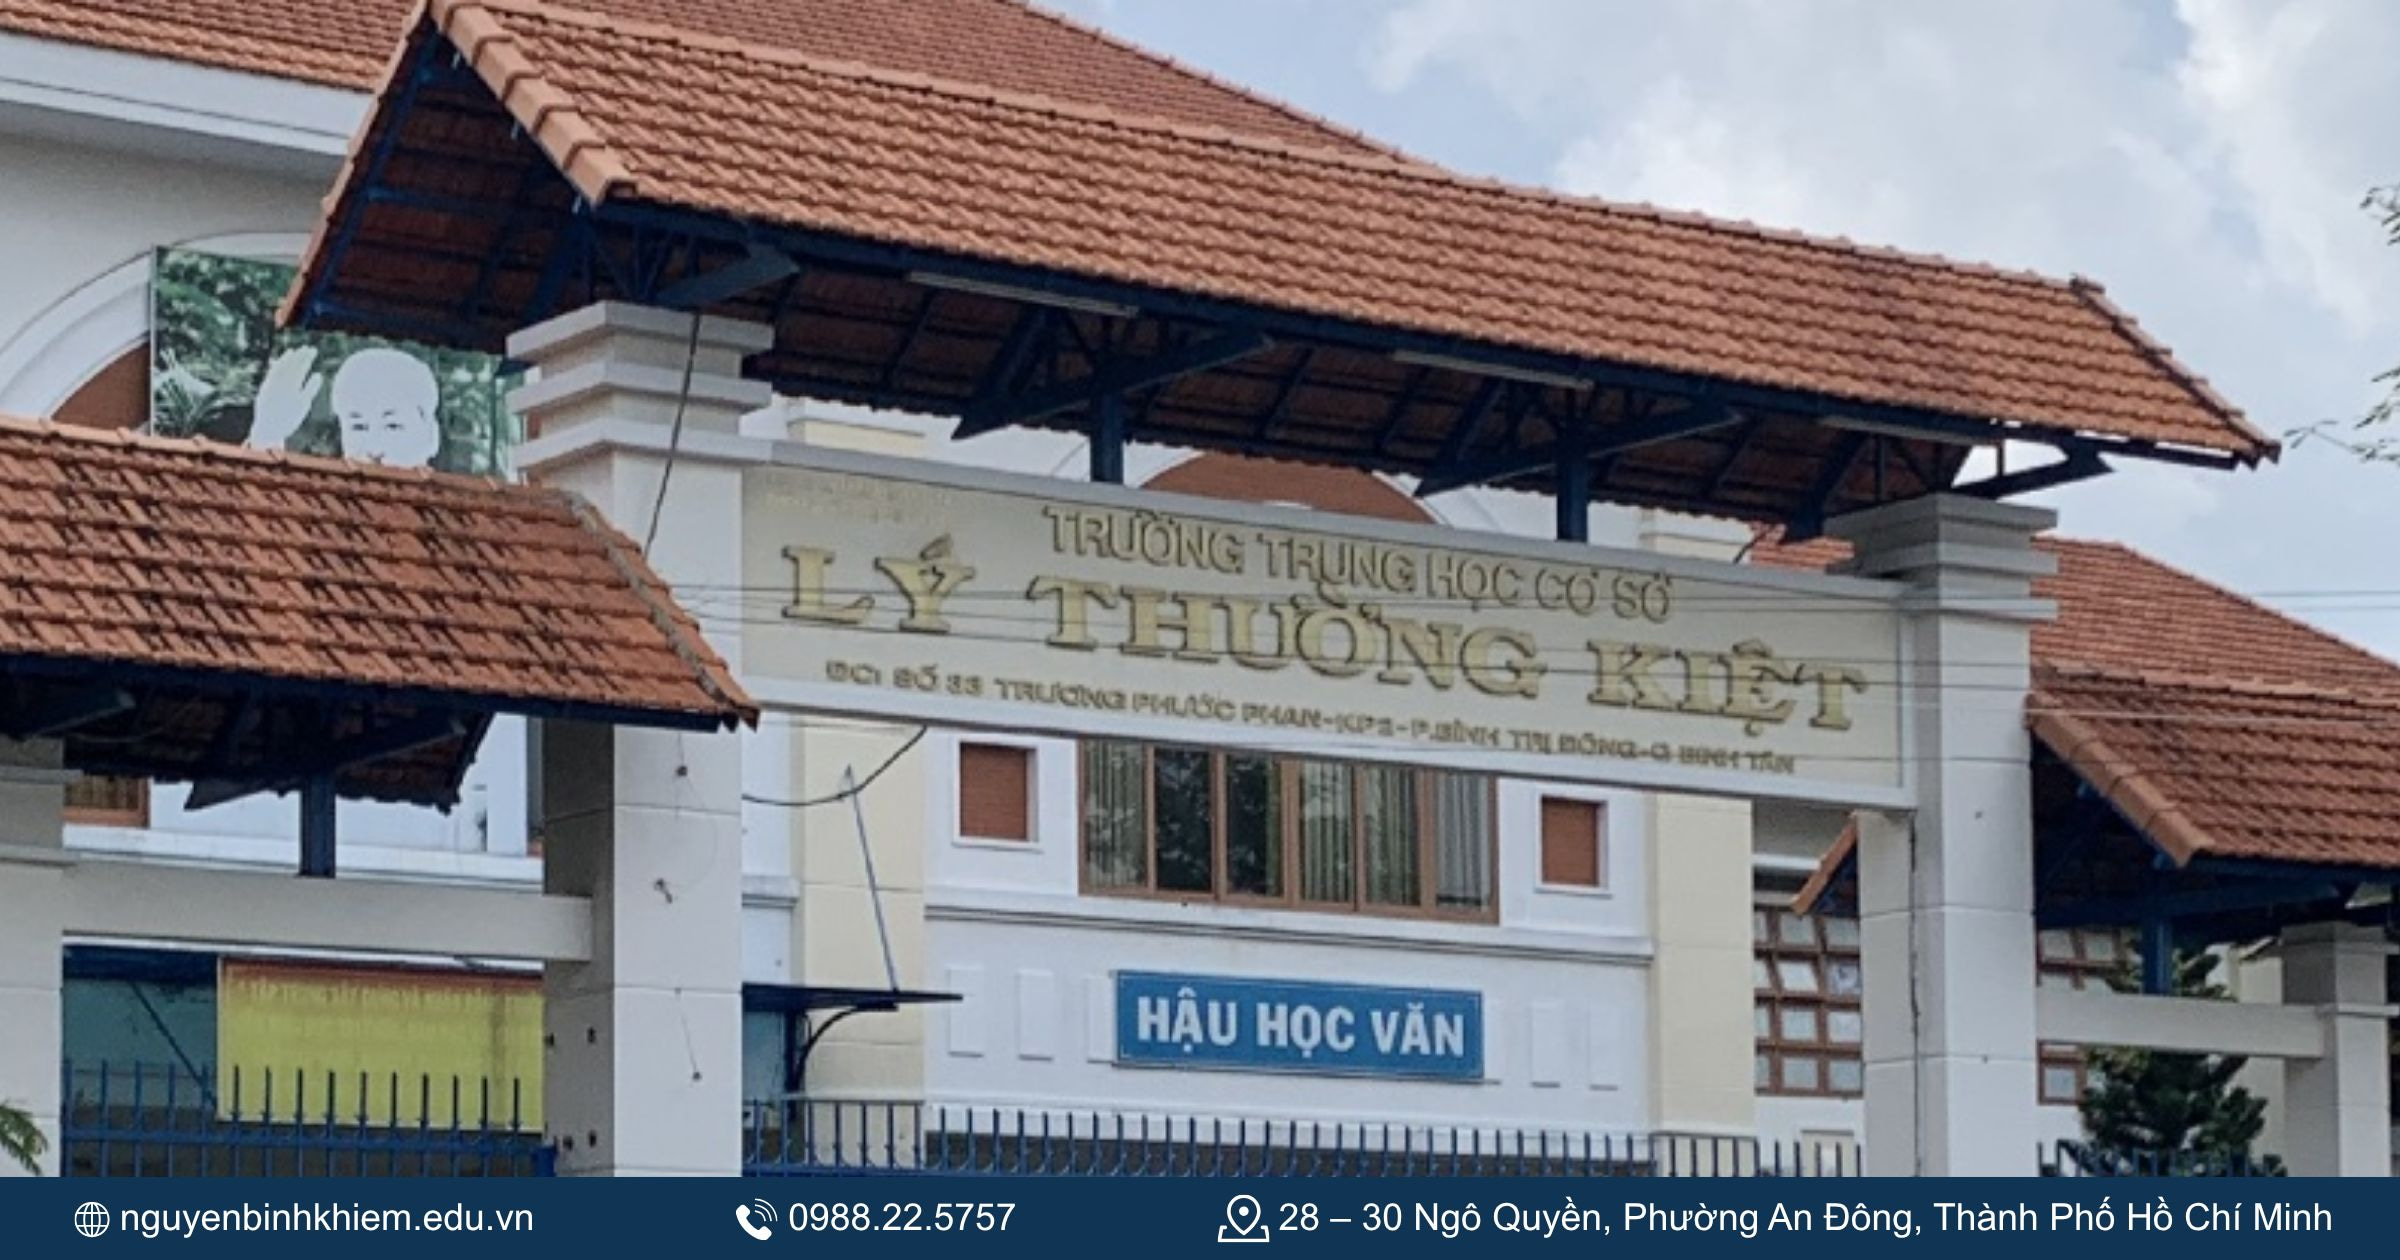 TRƯỜNG TRUNG HỌC CƠ SỞ
LÝ THƯỜNG KIỆT
ĐC: SỐ 33 TRƯƠNG PHƯỚC PHAN-KP2-P.BÌNH TRỊ ĐÔNG-Q BÌNH TÂN
HẬU HỌC VĂN
nguyenbinhkhiem.edu.vn
0988.22.5757
28 – 30 Ngô Quyền, Phường An Đông, Thành Phố Hồ Chí Minh